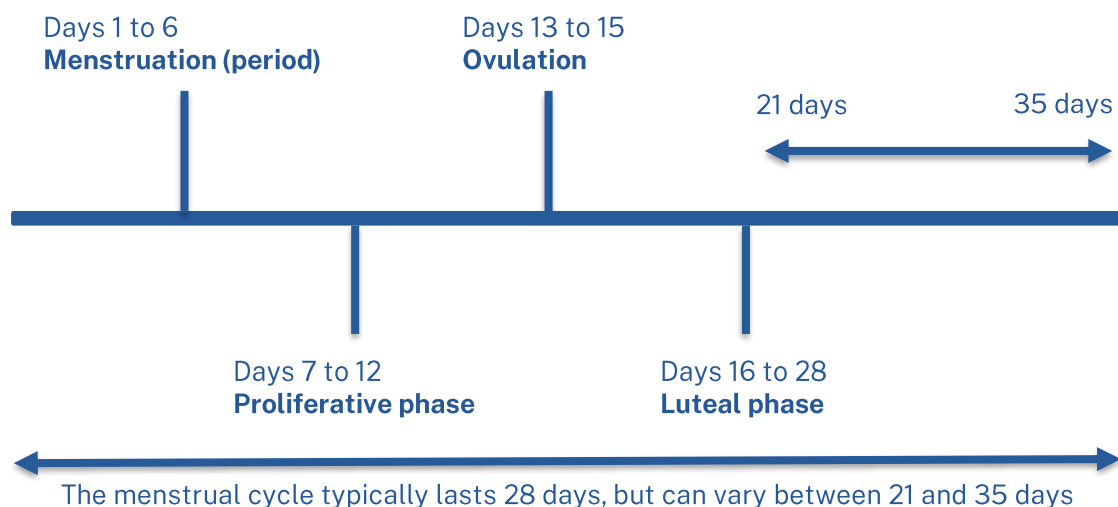 Days 1 to 6
Menstruation (period)
Days 13 to 15
Ovulation
21 days
35 days
Days 7 to 12
Proliferative phase
Days 16 to 28
Luteal phase
The menstrual cycle typically lasts 28 days, but can vary between 21 and 35 days